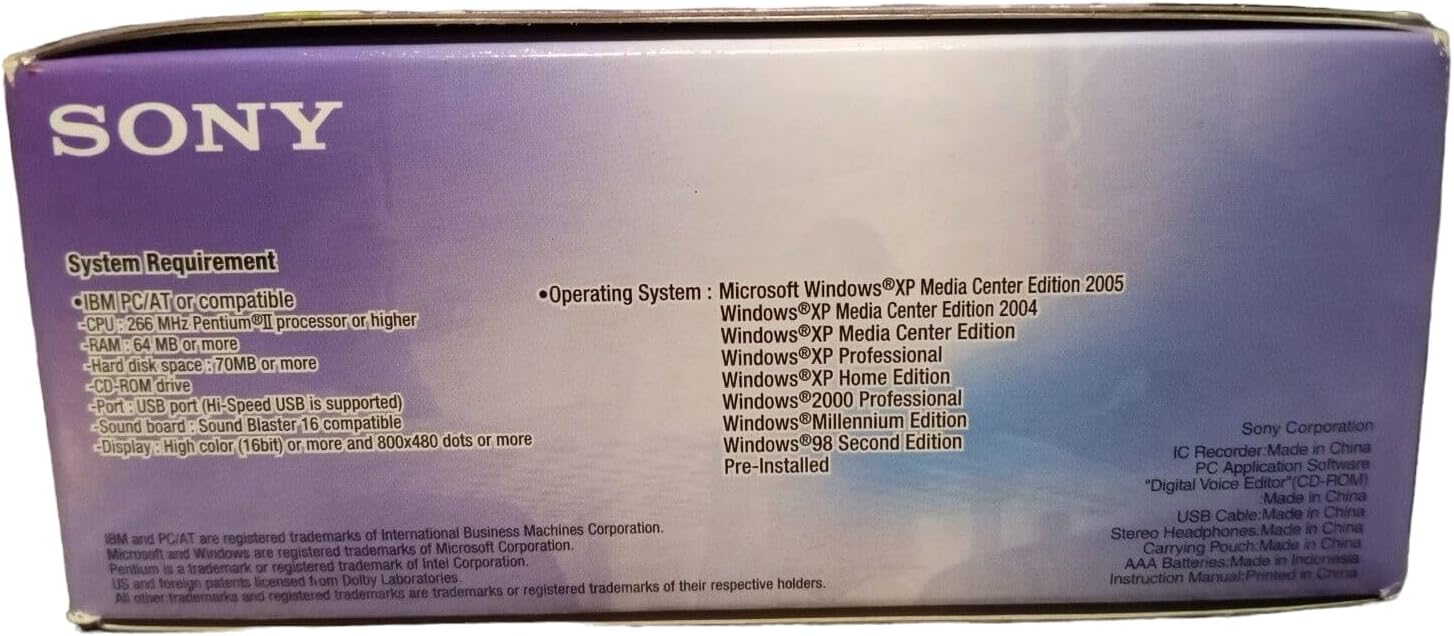 SONY
System Requirement
•IBM PC/AT or compatible
-CPU : 266 MHz Pentium®II processor or higher
-RAM : 64 MB or more
-Hard disk space : 70MB or more
-CD-ROM drive
-Port : USB port (Hi-Speed USB is supported)
-Sound board : Sound Blaster 16 compatible
-Display : High color (16bit) or more and 800x480 dots or more
•Operating System : Microsoft Windows®XP Media Center Edition 2005
Windows®XP Media Center Edition 2004
Windows®XP Media Center Edition
Windows®XP Professional
Windows®XP Home Edition
Windows®2000 Professional
Windows®Millennium Edition
Windows®98 Second Edition
Pre-Installed
IBM and PC/AT are registered trademarks of International Business Machines Corporation.
Microsoft and Windows are registered trademarks of Microsoft Corporation.
Pentium is a trademark or registered trademark of Intel Corporation.
US and foreign patents licensed from Dolby Laboratories.
All other trademarks and registered trademarks are trademarks or registered trademarks of their respective holders.
Sony Corporation
IC Recorder:Made in China
PC Application Software
"Digital Voice Editor"(CD-ROM)
:Made in China
USB Cable:Made in China
Stereo Headphones:Made in China
Carrying Pouch:Made in China
AAA Batteries:Made in Indonesia
Instruction Manual:Printed in China